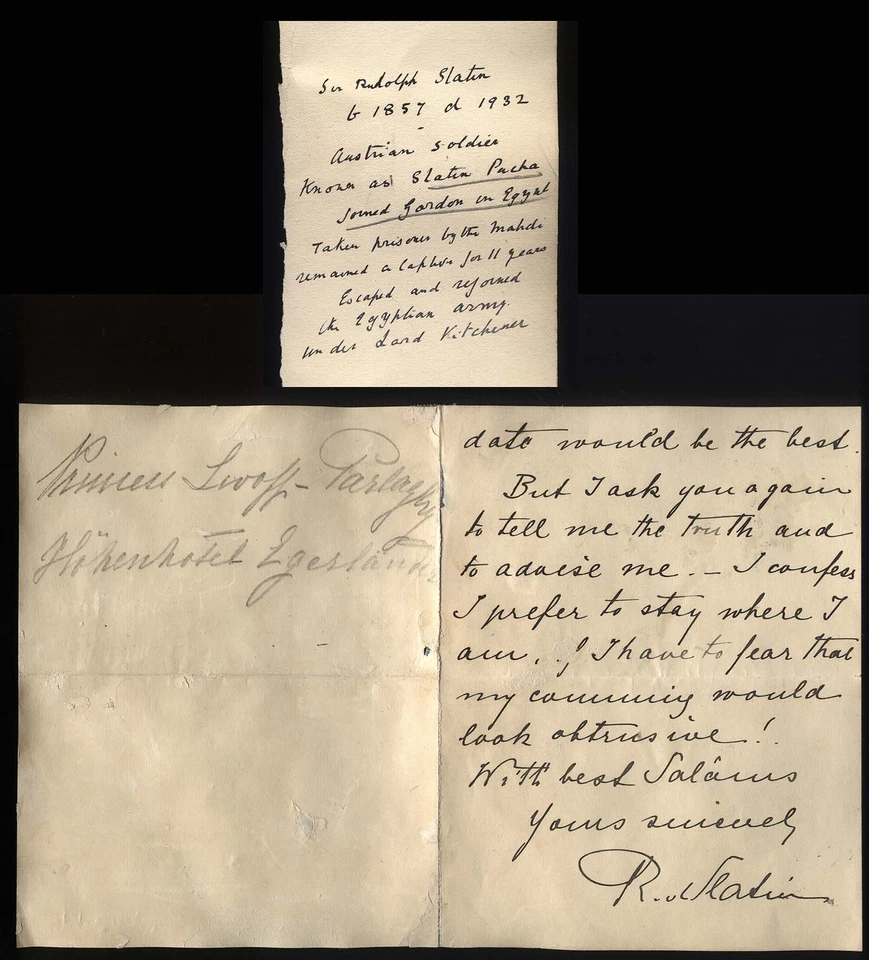 Sir Rudolph Slatin
b 1857 d 1932
Austrian soldier
Known as Slatin Pacha
Joined Gordon in Egypt
Taken prisoner by the Mahdi
remained a Captive for 11 years
Escaped and rejoined
the Egyptian army.
under Lord Kitchener
Princess Lwoff-Parlaghy
Höhenhotel Egerländer
date would be the best.
But I ask you again
to tell me the truth and
to advise me. – I confess
I prefer to stay where I
am, if I have to fear that
my comming would
look obtrusive!
With best Salâms
Yours sincerely
R. v Slatin